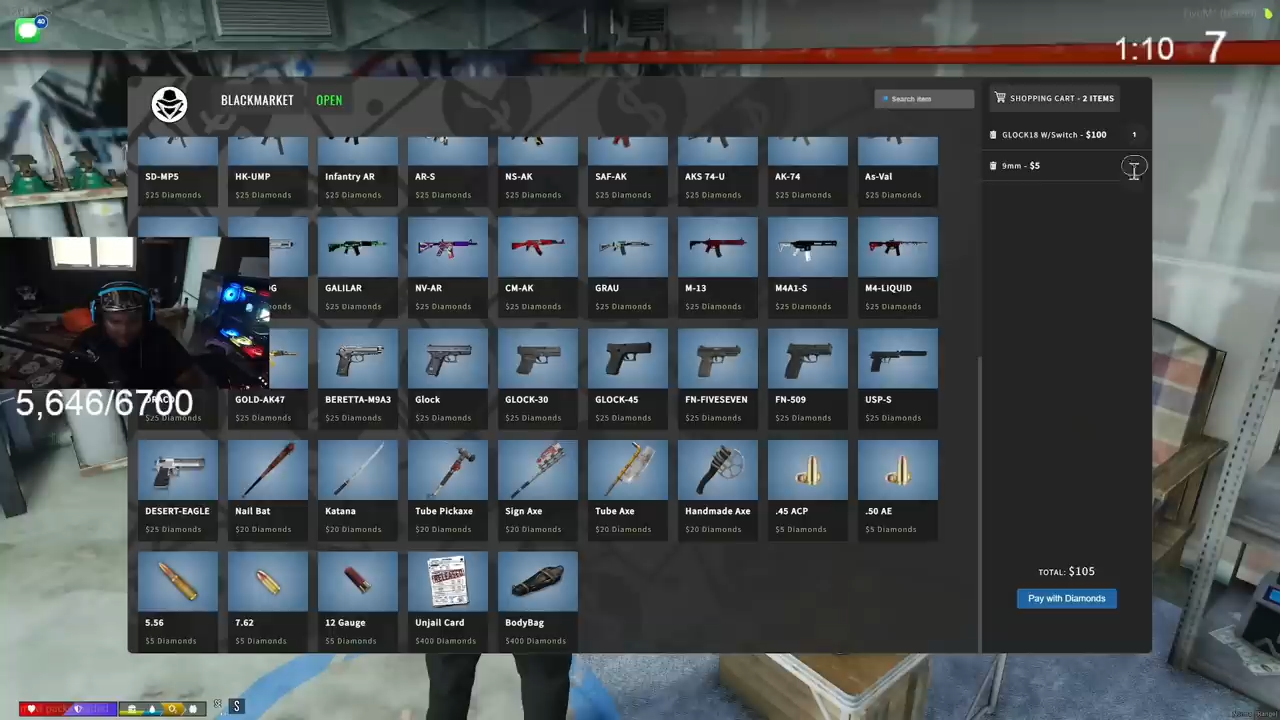 40
1:10 7
BLACKMARKET OPEN
Search item
SHOPPING CART - 2 ITEMS
GLOCK18 W/Switch - $100 1
9mm - $5
SD-MP5 HK-UMP Infantry AR AR-S NS-AK SAF-AK AKS 74-U AK-74 As-Val
$25 Diamonds $25 Diamonds $25 Diamonds $25 Diamonds $25 Diamonds $25 Diamonds $25 Diamonds $25 Diamonds $25 Diamonds
GALILAR NV-AR CM-AK GRAU M-13 M4A1-S M4-LIQUID
$25 Diamonds $25 Diamonds $25 Diamonds $25 Diamonds $25 Diamonds $25 Diamonds $25 Diamonds
5,646/6700
GOLD-AK47 BERETTA-M9A3 Glock GLOCK-30 GLOCK-45 FN-FIVESEVEN FN-509 USP-S
$25 Diamonds $25 Diamonds $25 Diamonds $25 Diamonds $25 Diamonds $25 Diamonds $25 Diamonds $25 Diamonds $25 Diamonds
DESERT-EAGLE Nail Bat Katana Tube Pickaxe Sign Axe Tube Axe Handmade Axe .45 ACP .50 AE
$25 Diamonds $20 Diamonds $20 Diamonds $20 Diamonds $20 Diamonds $20 Diamonds $20 Diamonds $5 Diamonds $5 Diamonds
TOTAL: $105
Pay with Diamonds
5.56 7.62 12 Gauge Unjail Card BodyBag
$5 Diamonds $5 Diamonds $5 Diamonds $400 Diamonds $400 Diamonds
S